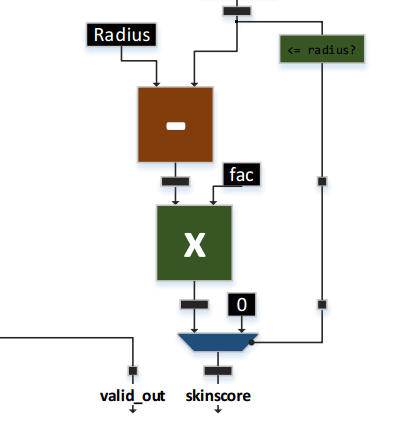 Radius
<= radius?
-
fac
X
0
valid_out
skinscore